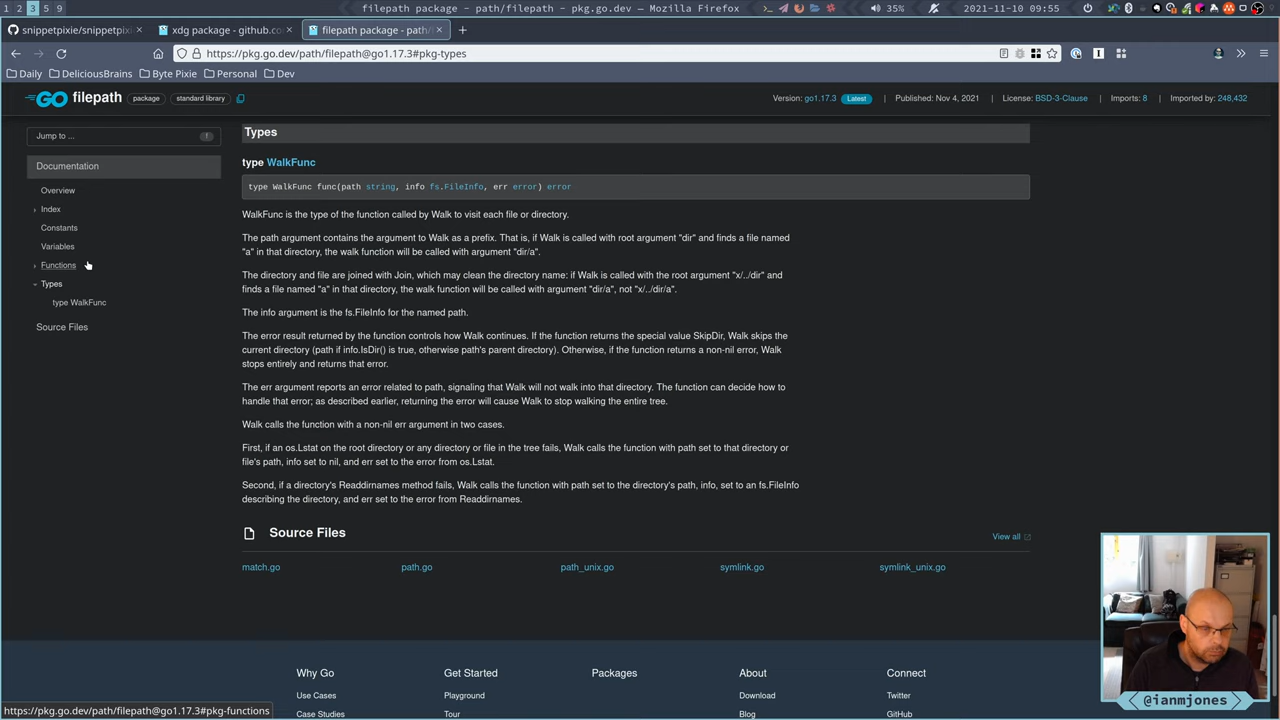 1 2 3 5 9
filepath package - path/filepath - pkg.go.dev — Mozilla Firefox
35%
2021-11-10 09:55
snippetpixie/snippetpix
xdg package - github.co
filepath package - path/
https://pkg.go.dev/path/filepath@go1.17.3#pkg-types
Daily
DeliciousBrains
Byte Pixie
Personal
Dev
GO
filepath
package
standard library
Version: go1.17.3
Latest
Published: Nov 4, 2021
License: BSD-3-Clause
Imports: 8
Imported by: 248,432
Jump to ...
f
Documentation
Overview
Index
Constants
Variables
Functions
Types
type WalkFunc
Source Files
Types
type WalkFunc
type WalkFunc func(path string, info fs.FileInfo, err error) error
WalkFunc is the type of the function called by Walk to visit each file or directory.
The path argument contains the argument to Walk as a prefix. That is, if Walk is called with root argument "dir" and finds a file named
"a" in that directory, the walk function will be called with argument "dir/a".
The directory and file are joined with Join, which may clean the directory name: if Walk is called with the root argument "x/../dir" and
finds a file named "a" in that directory, the walk function will be called with argument "dir/a", not "x/../dir/a".
The info argument is the fs.FileInfo for the named path.
The error result returned by the function controls how Walk continues. If the function returns the special value SkipDir, Walk skips the
current directory (path if info.IsDir() is true, otherwise path's parent directory). Otherwise, if the function returns a non-nil error, Walk
stops entirely and returns that error.
The err argument reports an error related to path, signaling that Walk will not walk into that directory. The function can decide how to
handle that error; as described earlier, returning the error will cause Walk to stop walking the entire tree.
Walk calls the function with a non-nil err argument in two cases.
First, if an os.Lstat on the root directory or any directory or file in the tree fails, Walk calls the function with path set to that directory or
file's path, info set to nil, and err set to the error from os.Lstat.
Second, if a directory's Readdirnames method fails, Walk calls the function with path set to the directory's path, info, set to an fs.FileInfo
describing the directory, and err set to the error from Readdirnames.
Source Files
View all
match.go
path.go
path_unix.go
symlink.go
symlink_unix.go
Why Go
Get Started
Packages
About
Connect
Use Cases
Playground
Download
Twitter
Case Studies
Tour
Blog
GitHub
https://pkg.go.dev/path/filepath@go1.17.3#pkg-functions
@ianmjones